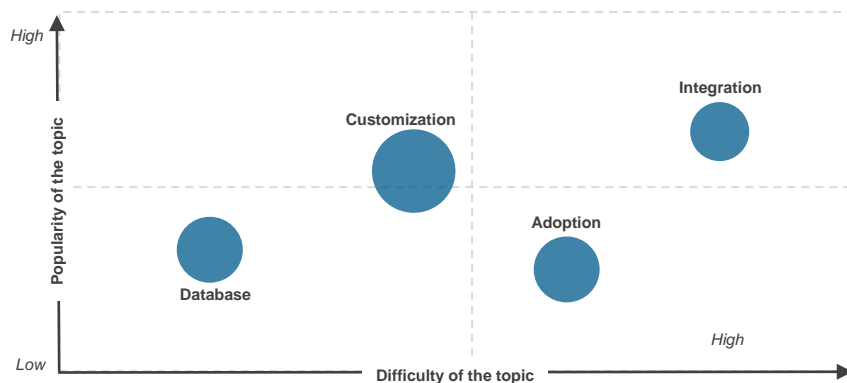 High
Integration
Customization
Popularity of the topic
Adoption
Database
High
Low
Difficulty of the topic